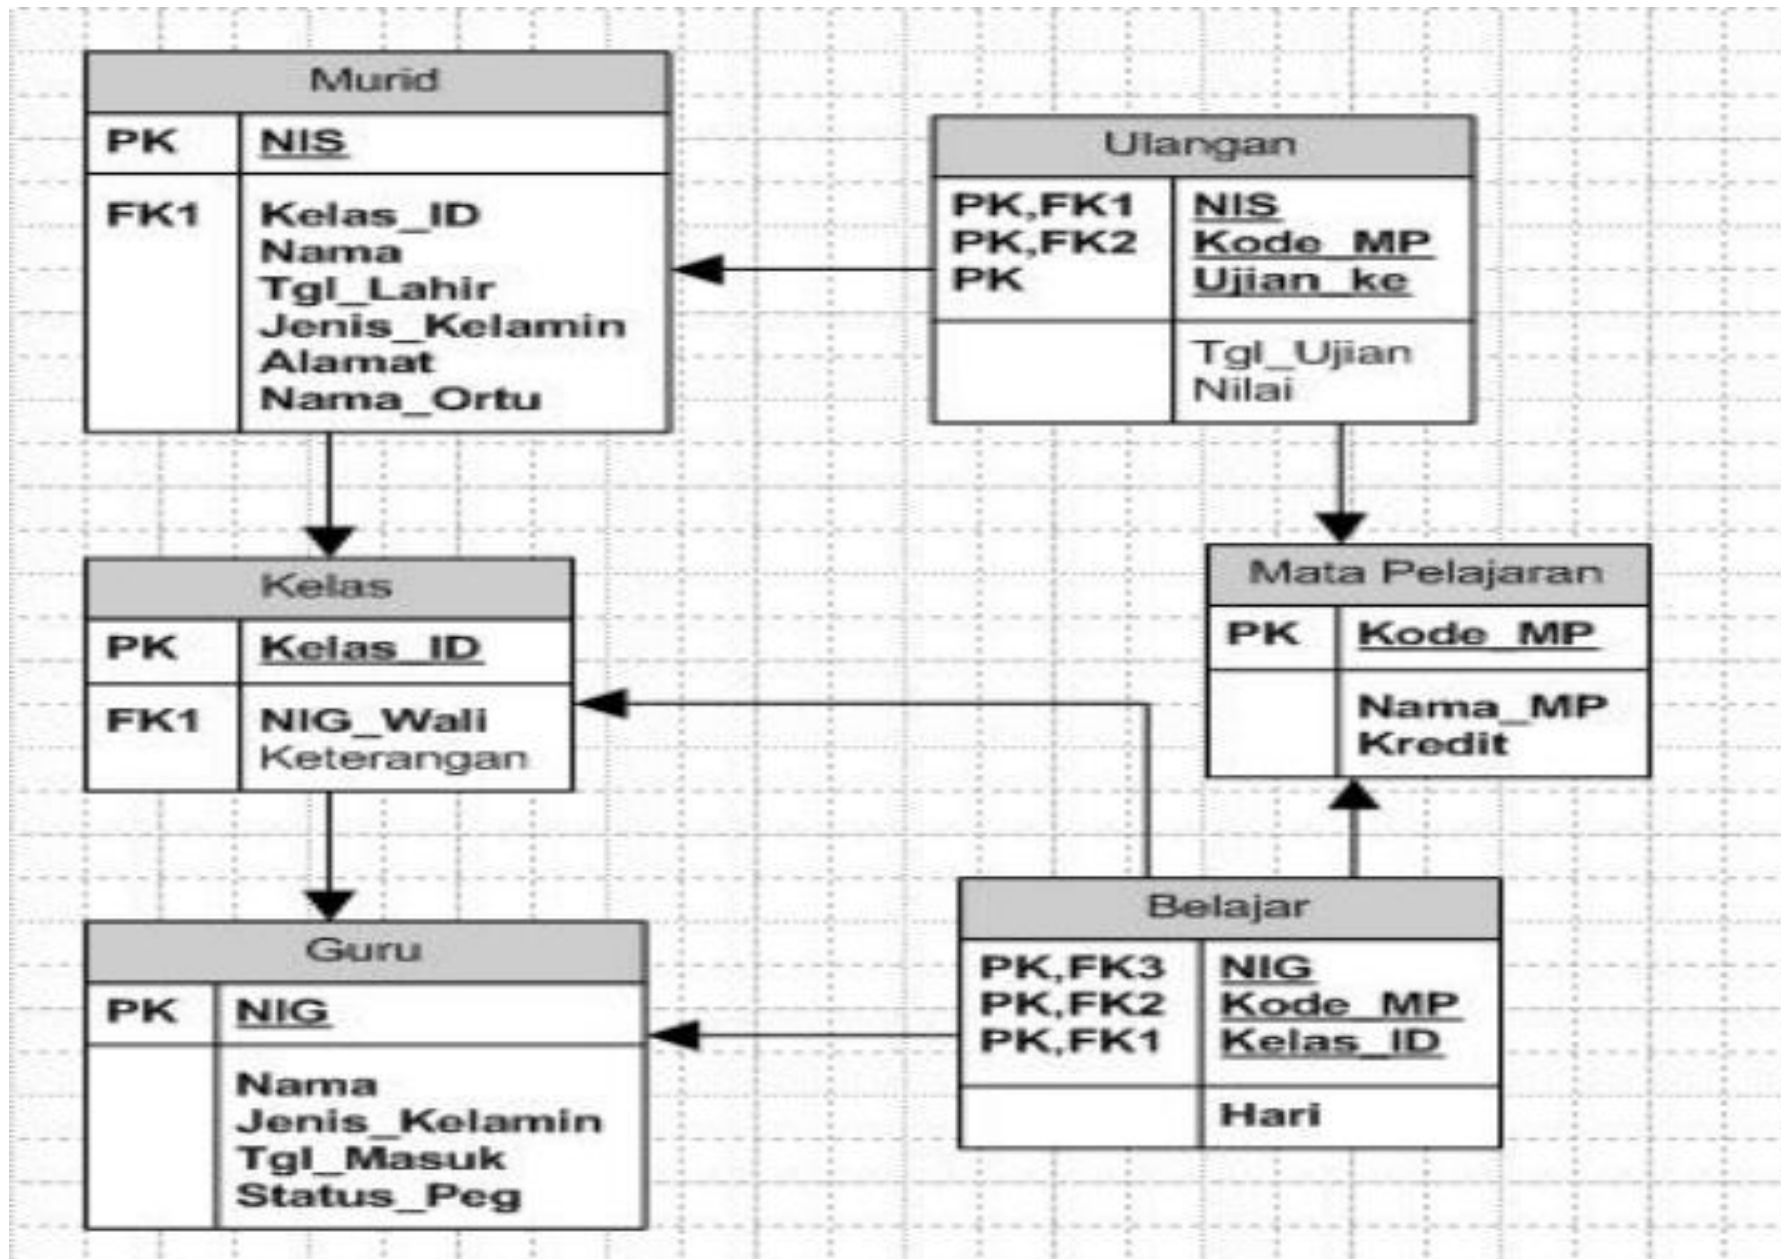 Murid
PK NIS
FK1 Kelas_ID
Nama
Tgl_Lahir
Jenis_Kelamin
Alamat
Nama_Ortu
Ulangan
PK,FK1 NIS
PK,FK2 Kode_MP
PK Ujian_ke
Tgl_Ujian
Nilai
Kelas
PK Kelas_ID
FK1 NIG_Wali
Keterangan
Mata Pelajaran
PK Kode_MP
Nama_MP
Kredit
Guru
PK NIG
Nama
Jenis_Kelamin
Tgl_Masuk
Status_Peg
Belajar
PK,FK3 NIG
PK,FK2 Kode_MP
PK,FK1 Kelas_ID
Hari